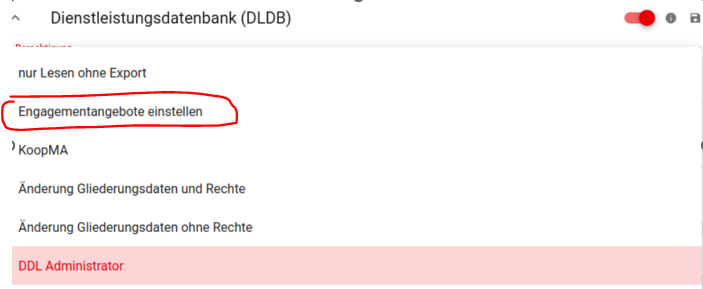 Dienstleistungsdatenbank (DLDB)
Berechtigung
nur Lesen ohne Export
Engagementangebote einstellen
KoopMA
Änderung Gliederungsdaten und Rechte
Änderung Gliederungsdaten ohne Rechte
DDL Administrator